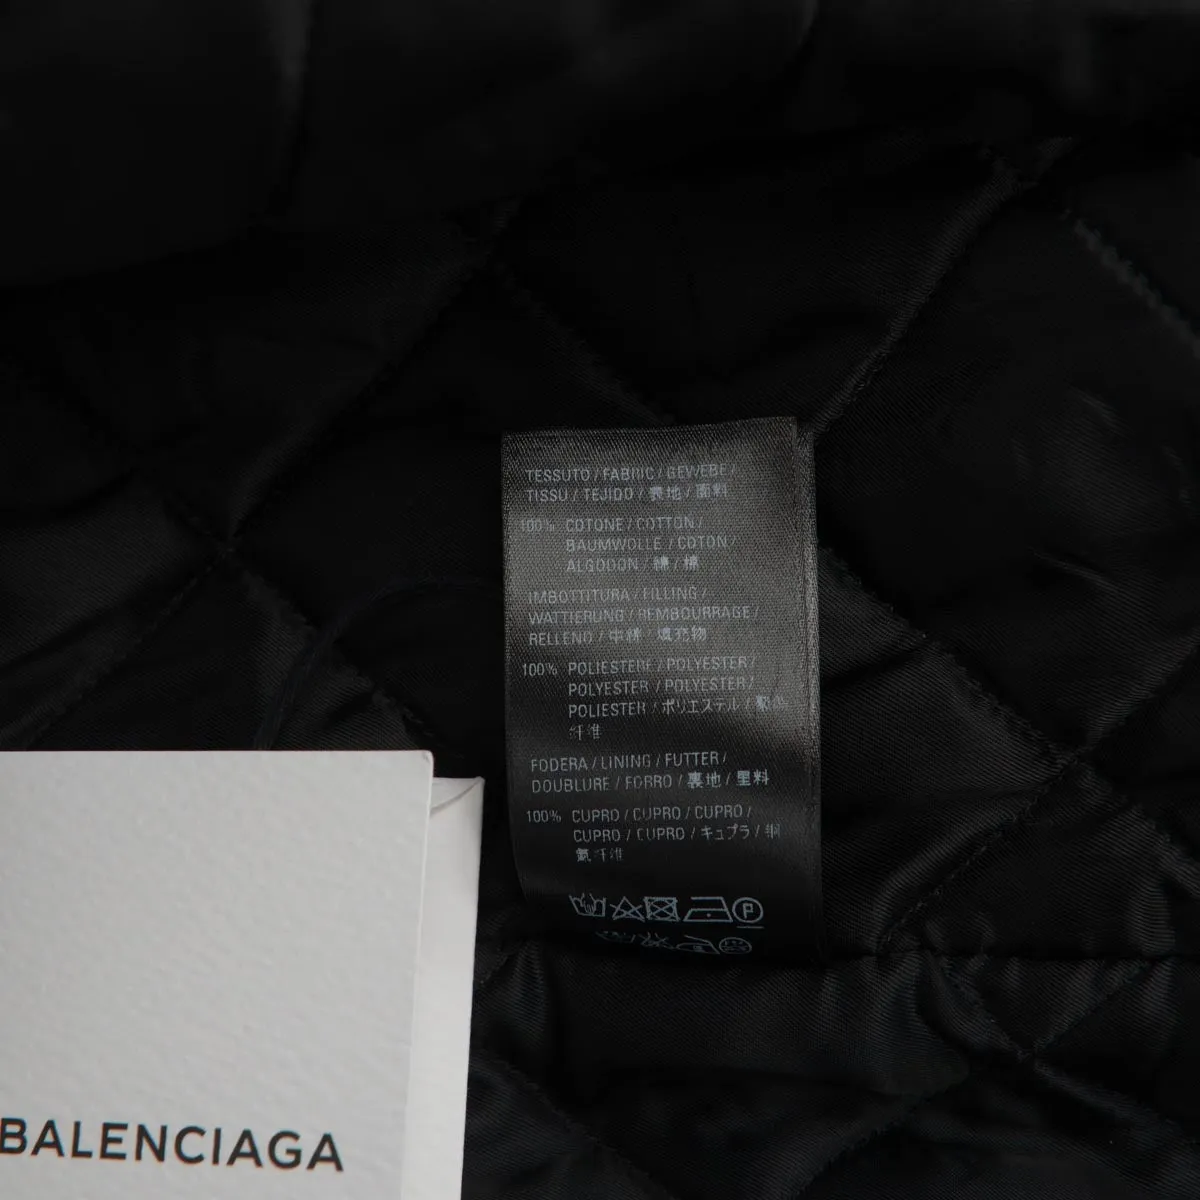 TESSUTO / FABRIC / GEWEBE /
TISSU / TEJIDO / 表地 / 面料
100% COTONE / COTTON /
BAUMWOLLE / COTON /
ALGODON / 綿 / 棉
IMBOTTITURA / FILLING /
WATTIERUNG / REMBOURRAGE /
RELLENO / 中綿 / 填充物
100% POLIESTERE / POLYESTER /
POLYESTER / POLYESTER /
POLIESTER / ポリエステル / 聚酯
纤维
FODERA / LINING / FUTTER /
DOUBLURE / FORRO / 裏地 / 里料
100% CUPRO / CUPRO / CUPRO /
CUPRO / CUPRO / キュプラ / 铜
氨纤维
P
BALENCIAGA